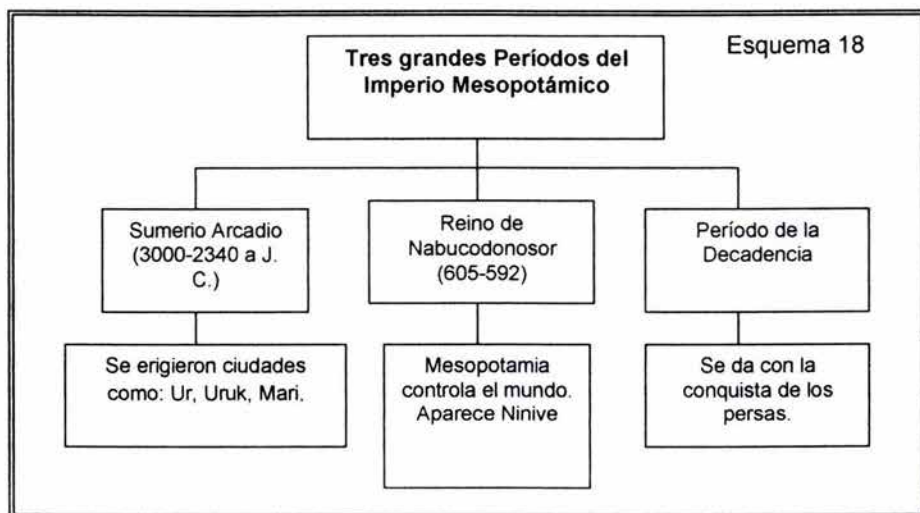 Esquema 18
Tres grandes Períodos del
Imperio Mesopotámico
Sumerio Arcadio
(3000-2340 a J.
C.)
Reino de
Nabucodonosor
(605-592)
Período de la
Decadencia
Se erigieron ciudades
como: Ur, Uruk, Mari.
Mesopotamia
controla el mundo.
Aparece Ninive
Se da con la
conquista de los
persas.